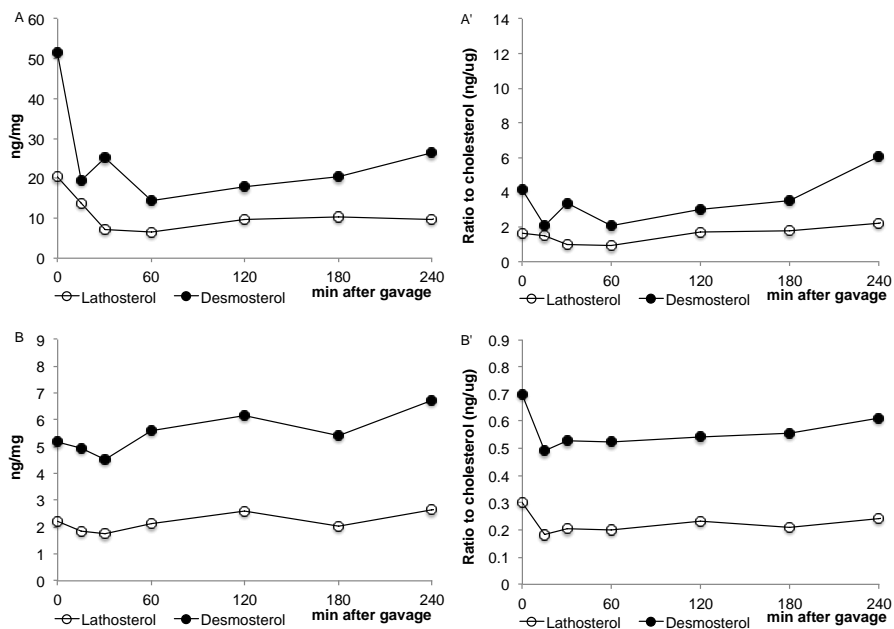 A
60
50
40
30
20
10
0
ng/mg
0 60 120 180 240
min after gavage
Lathosterol Desmosterol
A'
14
12
10
8
6
4
2
0
Ratio to cholesterol (ng/ug)
0 60 120 180 240
min after gavage
Lathosterol Desmosterol
B
9
8
7
6
5
4
3
2
1
0
ng/mg
0 60 120 180 240
min after gavage
Lathosterol Desmosterol
B'
0.9
0.8
0.7
0.6
0.5
0.4
0.3
0.2
0.1
0
Ratio to cholesterol (ng/ug)
0 60 120 180 240
min after gavage
Lathosterol Desmosterol